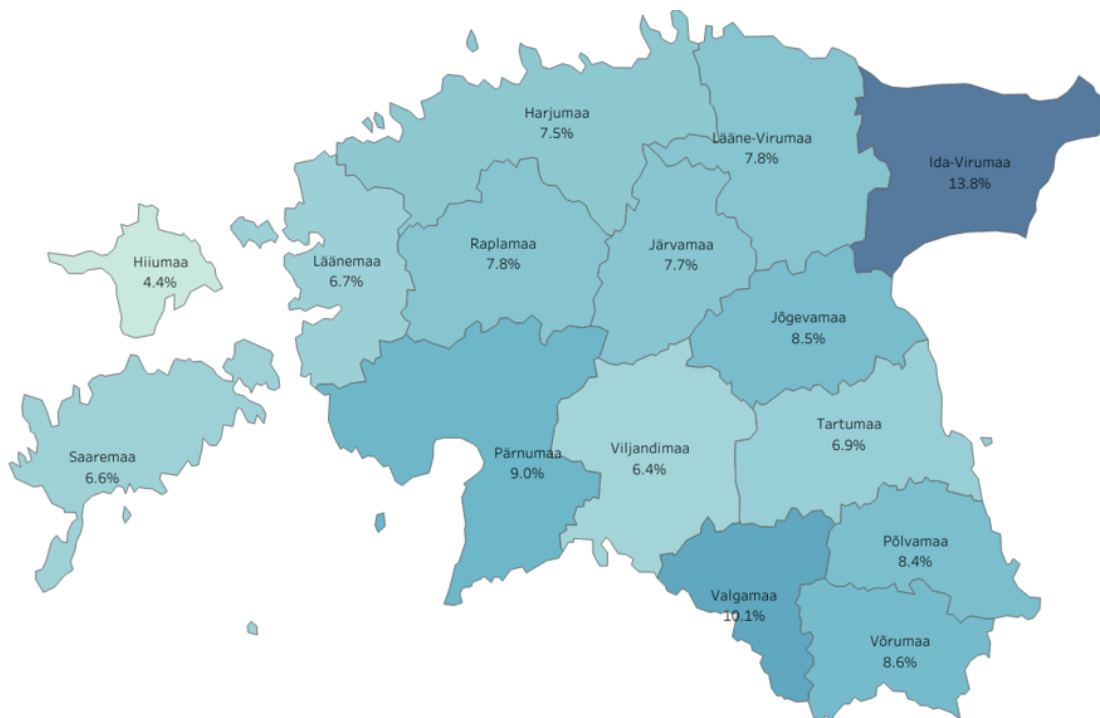 Harjumaa
7.5%
Lääne-Virumaa
7.8%
Ida-Virumaa
13.8%
Hiiumaa
4.4%
Läänemaa
6.7%
Raplamaa
7.8%
Järvamaa
7.7%
Jõgevamaa
8.5%
Saaremaa
6.6%
Pärnumaa
9.0%
Viljandimaa
6.4%
Tartumaa
6.9%
Põlvamaa
8.4%
Valgamaa
10.1%
Võrumaa
8.6%